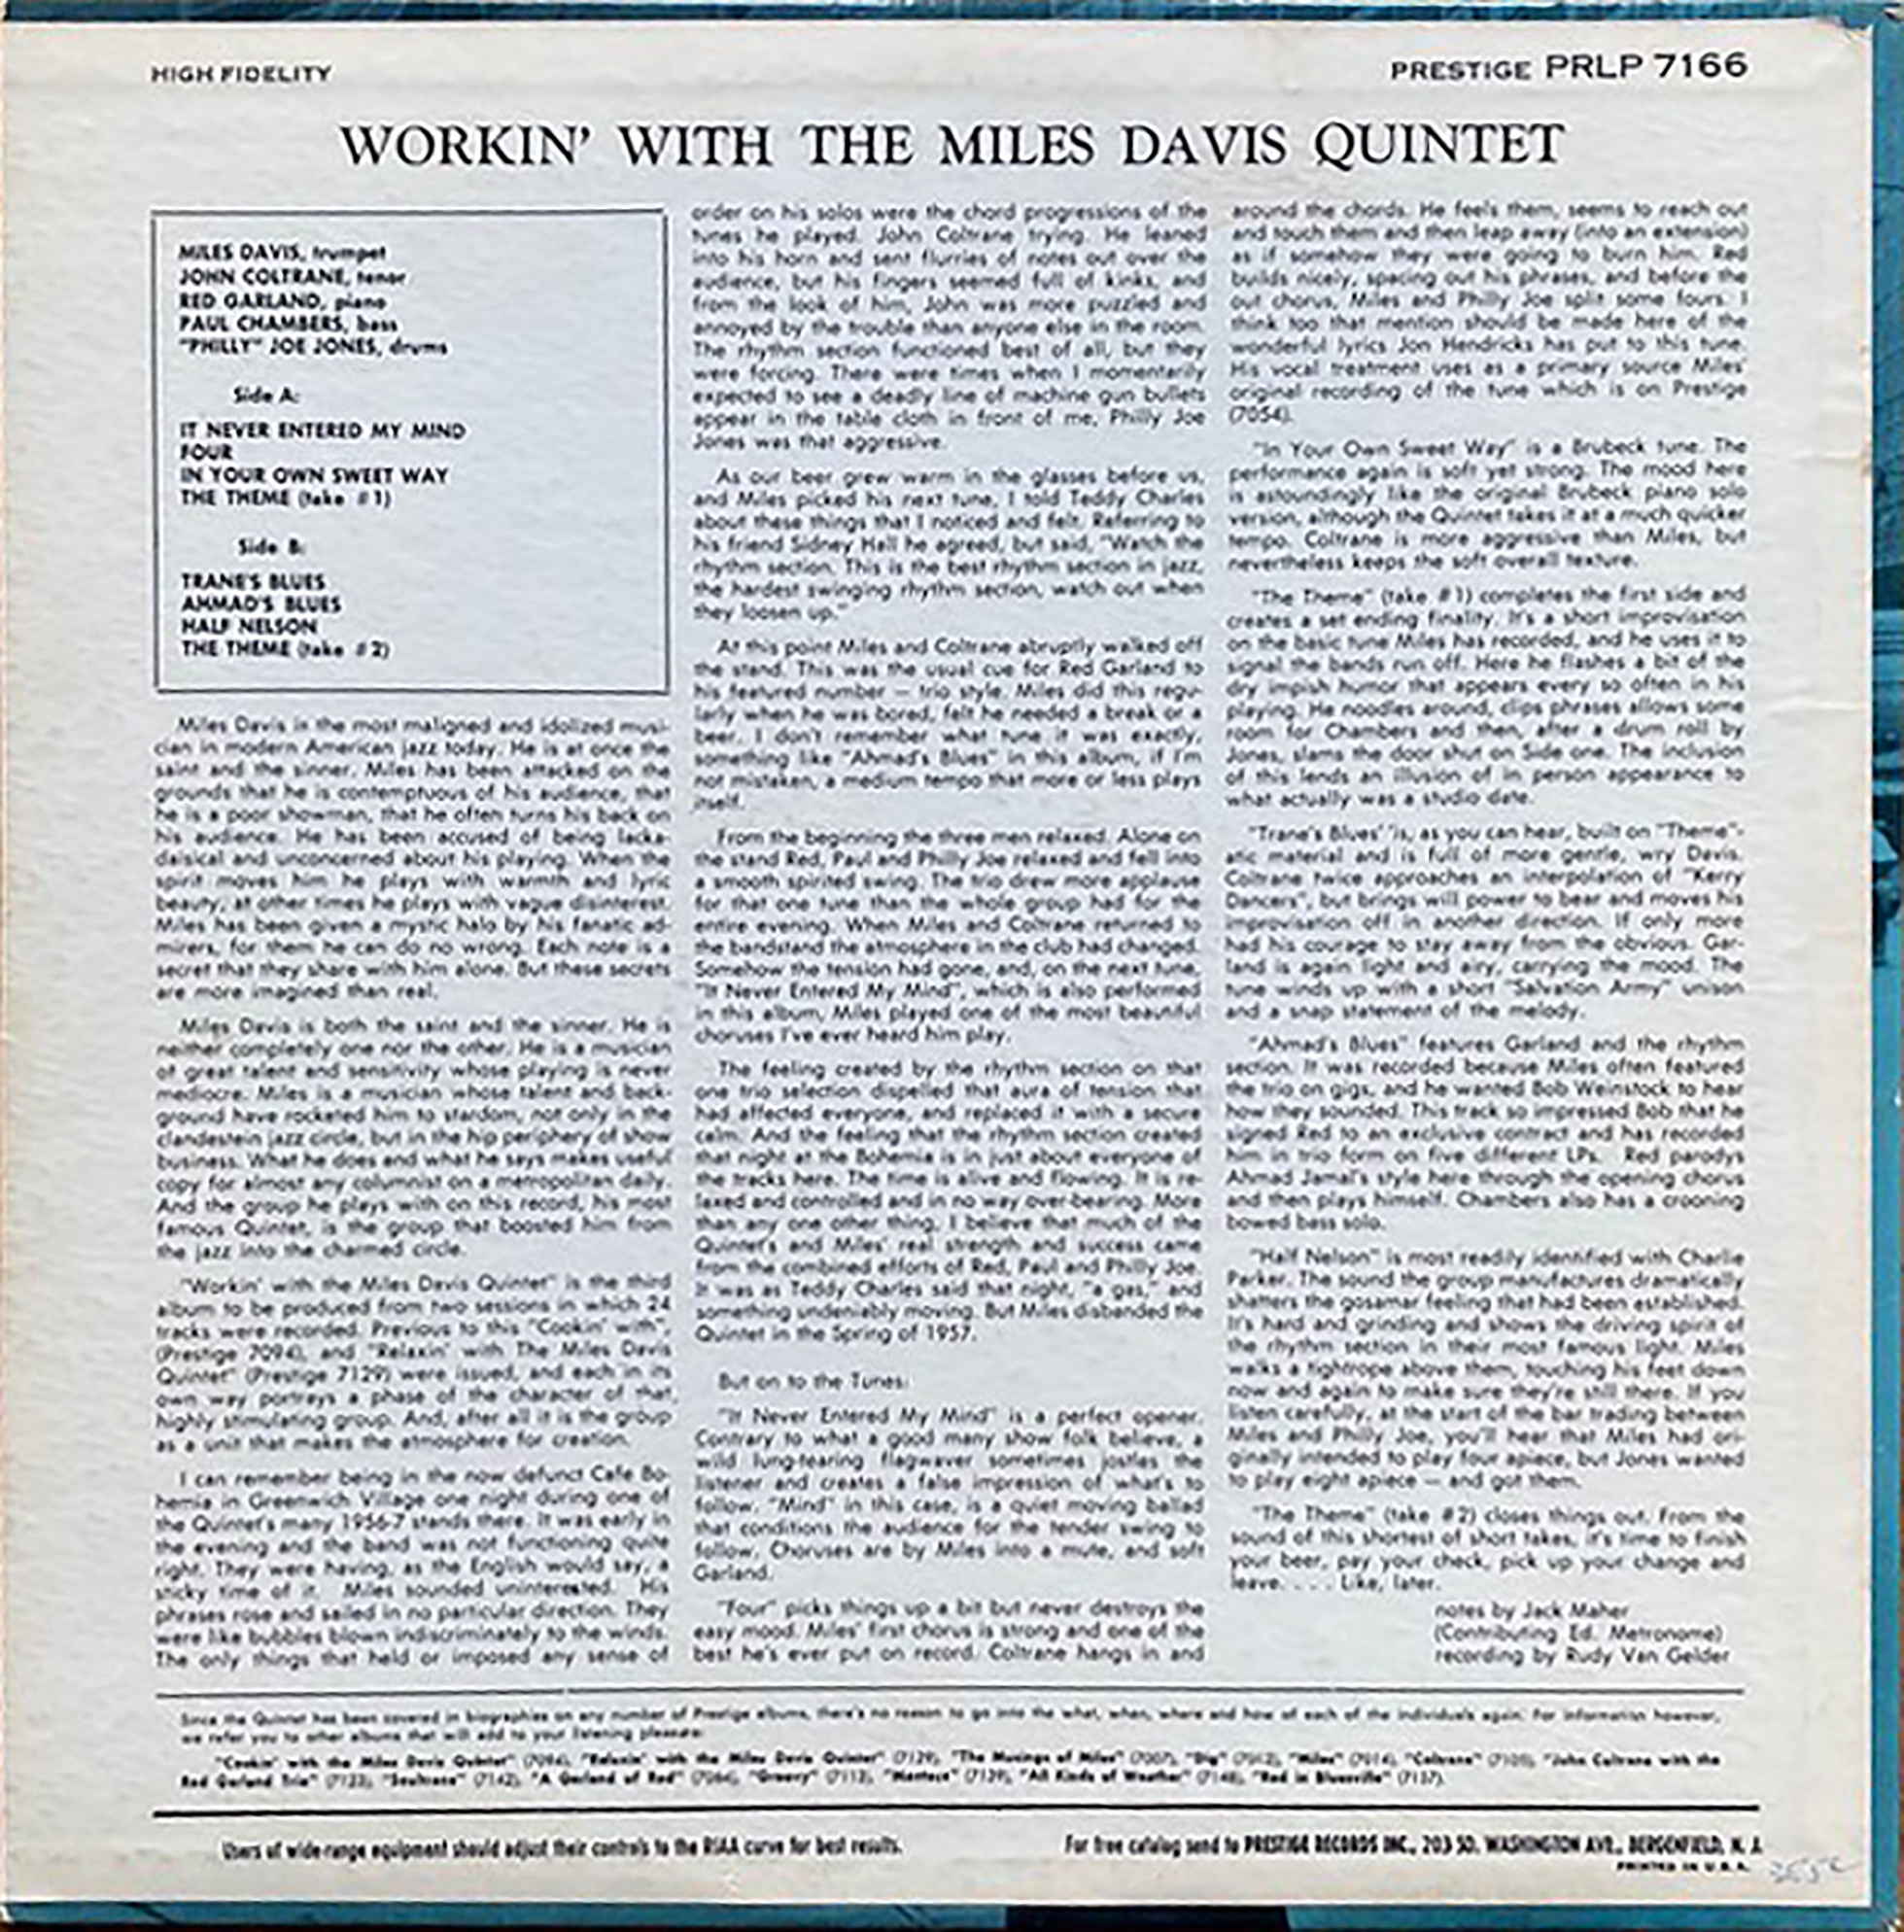 HIGH FIDELITY
PRESTIGE PRLP 7166
WORKIN' WITH THE MILES DAVIS QUINTET
MILES DAVIS, trumpet
JOHN COLTRANE, tenor
RED GARLAND, piano
PAUL CHAMBERS, bass
"PHILLY" JOE JONES, drums
Side A:
IT NEVER ENTERED MY MIND
FOUR
IN YOUR OWN SWEET WAY
THE THEME (take #1)
Side B:
TRANE'S BLUES
AHMAD'S BLUES
HALF NELSON
THE THEME (take #2)
Miles Davis is the most maligned and idolized musi-
cian in modern American jazz today. He is at once the
saint and the sinner. Miles has been attacked on the
grounds that he is contemptuous of his audience, that
he is a poor showman, that he often turns his back on
his audience. He has been accused of being lacka-
daisical and unconcerned about his playing. When the
spirit moves him he plays with warmth and lyric
beauty; at other times he plays with vague disinterest.
Miles has been given a mystic halo by his fanatic ad-
mirers, for them he can do no wrong. Each note is a
secret that they share with him alone. But these secrets
are more imagined than real.
Miles Davis is both the saint and the sinner. He is
neither completely one nor the other. He is a musician
of great talent and sensitivity whose playing is never
mediocre. Miles is a musician whose talent and back-
ground have rocketed him to stardom, not only in the
clandestein jazz circle, but in the hip periphery of show
business. What he does and what he says makes useful
copy for almost any columnist on a metropolitan daily.
And the group he plays with on this record, his most
famous Quintet, is the group that boosted him from
the jazz into the charmed circle.
"Workin' with the Miles Davis Quintet" is the third
album to be produced from two sessions in which 24
tracks were recorded. Previous to this "Cookin' with",
(Prestige 7094), and "Relaxin' with The Miles Davis
Quintet" (Prestige 7129) were issued, and each in its
own way portrays a phase of the character of that
highly stimulating group. And, after all it is the group
as a unit that makes the atmosphere for creation.
I can remember being in the now defunct Cafe Bo-
hemia in Greenwich Village one night during one of
the Quintet's many 1956-7 stands there. It was early in
the evening and the band was not functioning quite
right. They were having, as the English would say, a
sticky time of it. Miles sounded uninterested. His
phrases rose and sailed in no particular direction. They
were like bubbles blown indiscriminately to the winds.
The only things that held or imposed any sense of
order on his solos were the chord progressions of the
tunes he played. John Coltrane trying. He leaned
into his horn and sent flurries of notes out over the
audience, but his fingers seemed full of kinks, and
from the look of him, John was more puzzled and
annoyed by the trouble than anyone else in the room.
The rhythm section functioned best of all, but they
were forcing. There were times when I momentarily
expected to see a deadly line of machine gun bullets
appear in the table cloth in front of me, Philly Joe
Jones was that aggressive.
As our beer grew warm in the glasses before us,
and Miles picked his next tune, I told Teddy Charles
about these things that I noticed and felt. Referring to
his friend Sidney Hall he agreed, but said, "Watch the
rhythm section. This is the best rhythm section in jazz,
the hardest swinging rhythm section, watch out when
they loosen up."
At this point Miles and Coltrane abruptly walked off
the stand. This was the usual cue for Red Garland to
his featured number — trio style. Miles did this regu-
larly when he was bored, felt he needed a break or a
beer. I don't remember what tune it was exactly,
something like "Ahmad's Blues" in this album, if I'm
not mistaken, a medium tempo that more or less plays
itself.
From the beginning the three men relaxed. Alone on
the stand Red, Paul and Philly Joe relaxed and fell into
a smooth spirited swing. The trio drew more applause
for that one tune than the whole group had for the
entire evening. When Miles and Coltrane returned to
the bandstand the atmosphere in the club had changed.
Somehow the tension had gone, and, on the next tune,
"It Never Entered My Mind", which is also performed
in this album, Miles played one of the most beautiful
choruses I've ever heard him play.
The feeling created by the rhythm section on that
one trio selection dispelled that aura of tension that
had affected everyone, and replaced it with a secure
calm. And the feeling that the rhythm section created
that night at the Bohemia is in just about everyone of
the tracks here. The time is alive and flowing. It is re-
laxed and controlled and in no way over-bearing. More
than any one other thing, I believe that much of the
Quintet's and Miles' real strength and success came
from the combined efforts of Red, Paul and Philly Joe.
It was as Teddy Charles said that night, "a gas," and
something undeniably moving. But Miles disbanded the
Quintet in the Spring of 1957.
But on to the Tunes:
"It Never Entered My Mind" is a perfect opener.
Contrary to what a good many show folk believe, a
wild lung-tearing flagwaver sometimes jostles the
listener and creates a false impression of what's to
follow. "Mind" in this case, is a quiet moving ballad
that conditions the audience for the tender swing to
follow. Choruses are by Miles into a mute, and soft
Garland.
"Four" picks things up a bit but never destroys the
easy mood. Miles' first chorus is strong and one of the
best he's ever put on record. Coltrane hangs in and
around the chords. He feels them, seems to reach out
and touch them and then leap away (into an extension)
as if somehow they were going to burn him. Red
builds nicely, spacing out his phrases, and before the
out chorus, Miles and Philly Joe split some fours. I
think too that mention should be made here of the
wonderful lyrics Jon Hendricks has put to this tune.
His vocal treatment uses as a primary source Miles'
original recording of the tune which is on Prestige
(7054).
"In Your Own Sweet Way" is a Brubeck tune. The
performance again is soft yet strong. The mood here
is astoundingly like the original Brubeck piano solo
version, although the Quintet takes it at a much quicker
tempo. Coltrane is more aggressive than Miles, but
nevertheless keeps the soft overall texture.
"The Theme" (take #1) completes the first side and
creates a set ending finality. It's a short improvisation
on the basic tune Miles has recorded, and he uses it to
signal the bands run off. Here he flashes a bit of the
dry impish humor that appears every so often in his
playing. He noodles around, clips phrases allows some
room for Chambers and then, after a drum roll by
Jones, slams the door shut on Side one. The inclusion
of this lends an illusion of in person appearance to
what actually was a studio date.
"Trane's Blues" is, as you can hear, built on "Theme"-
atic material and is full of more gentle, wry Davis.
Coltrane twice approaches an interpolation of "Kerry
Dancers", but brings will power to bear and moves his
improvisation off in another direction. If only more
had his courage to stay away from the obvious. Gar-
land is again light and airy, carrying the mood. The
tune winds up with a short "Salvation Army" unison
and a snap statement of the melody.
"Ahmad's Blues" features Garland and the rhythm
section. It was recorded because Miles often featured
the trio on gigs, and he wanted Bob Weinstock to hear
how they sounded. This track so impressed Bob that he
signed Red to an exclusive contract and has recorded
him in trio form on five different LPs. Red parodys
Ahmad Jamal's style here through the opening chorus
and then plays himself. Chambers also has a crooning
bowed bass solo.
"Half Nelson" is most readily identified with Charlie
Parker. The sound the group manufactures dramatically
shatters the gosamar feeling that had been established.
It's hard and grinding and shows the driving spirit of
the rhythm section in their most famous light. Miles
walks a tightrope above them, touching his feet down
now and again to make sure they're still there. If you
listen carefully, at the start of the bar trading between
Miles and Philly Joe, you'll hear that Miles had ori-
ginally intended to play four apiece, but Jones wanted
to play eight apiece — and got them.
"The Theme" (take #2) closes things out. From the
sound of this shortest of short takes, it's time to finish
your beer, pay your check, pick up your change and
leave. . . . Like, later.
notes by Jack Maher
(Contributing Ed. Metronome)
recording by Rudy Van Gelder
Since the Quintet has been covered in biographies on any number of Prestige albums, there's no reason to go into the what, when, where and how of each of the individuals again. For information however,
we refer you to other albums that will add to your listening pleasure:
"Cookin' with the Miles Davis Quintet" (7094), "Relaxin' with the Miles Davis Quintet" (7129), "The Musings of Miles" (7007), "Dig" (7012), "Miles" (7014), "Coltrane" (7105), "John Coltrane with the
Red Garland Trio" (7123), "Soultrane" (7142), "A Garland of Red" (7064), "Groovy" (7113), "Manteca" (7139), "All Kinds of Weather" (7148), "Red in Bluesville" (7157).
Users of wide-range equipment should adjust their controls to the RIAA curve for best results.
For free catalog send to PRESTIGE RECORDS INC., 203 SO. WASHINGTON AVE., BERGENFIELD, N. J.
PRINTED IN U.S.A.